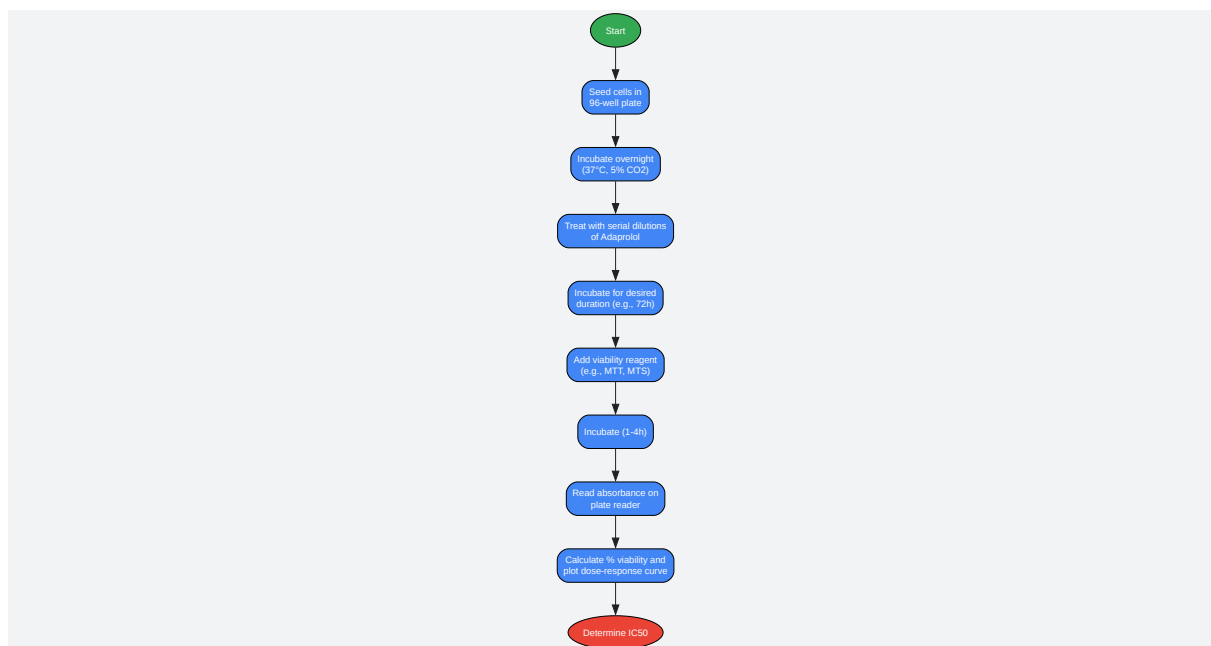 Start
Seed cells in
96-well plate
Incubate overnight
(37°C, 5% CO2)
Treat with serial dilutions
of Adaprolol
Incubate for desired
duration (e.g., 72h)
Add viability reagent
(e.g., MTT, MTS)
Incubate (1-4h)
Read absorbance on
plate reader
Calculate % viability and
plot dose-response curve
Determine IC50